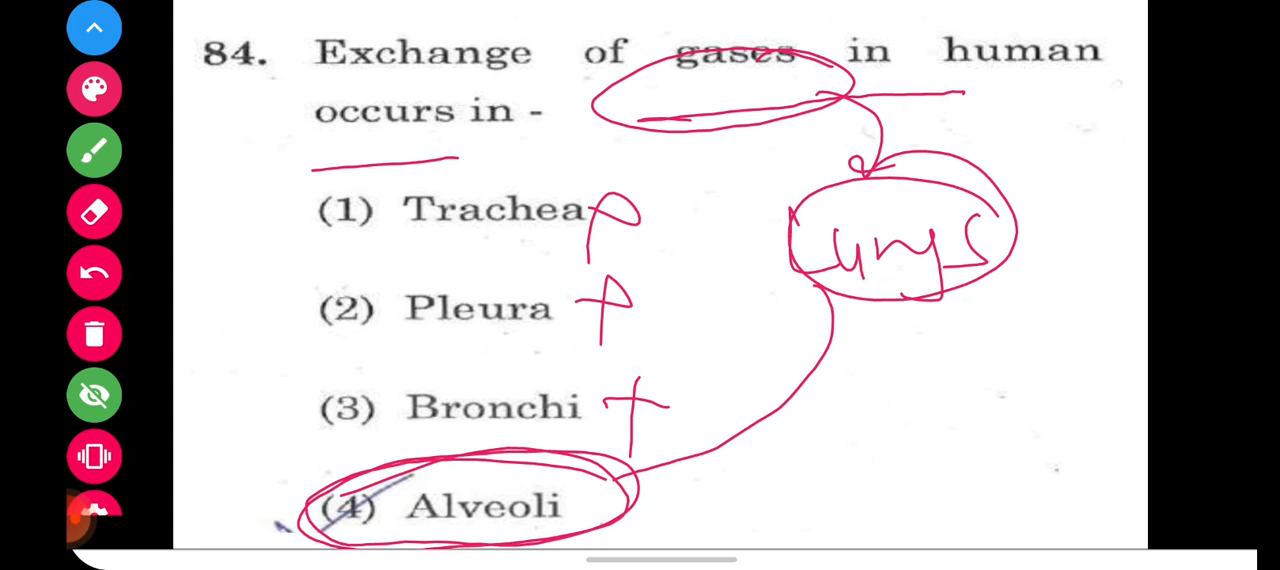 84. Exchange of gases in human
occurs in -
(1) Trachea
Lungs
(2) Pleura
(3) Bronchi
(4) Alveoli